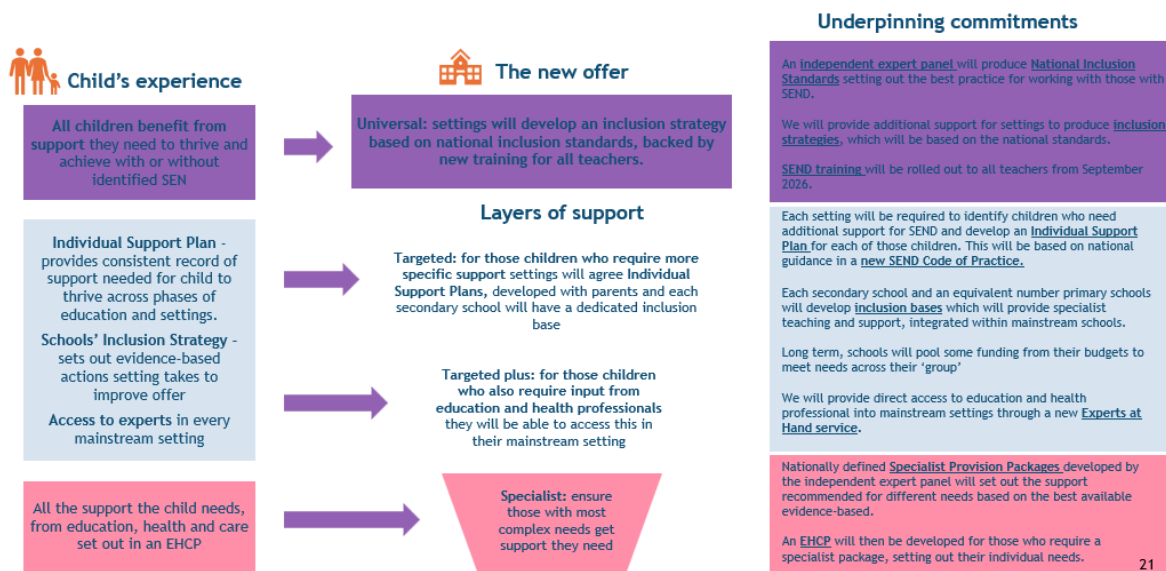 Underpinning commitments
Child's experience
The new offer
All children benefit from
support they need to thrive and
achieve with or without
identified SEN
Universal: settings will develop an inclusion strategy
based on national inclusion standards, backed by
new training for all teachers.
An independent expert panel will produce National Inclusion
Standards setting out the best practice for working with those with
SEND.
We will provide additional support for settings to produce inclusion
strategies, which will be based on the national standards.
SEND training will be rolled out to all teachers from September
2026.
Layers of support
Individual Support Plan -
provides consistent record of
support needed for child to
thrive across phases of
education and settings.
Schools' Inclusion Strategy -
sets out evidence-based
actions setting takes to
improve offer
Access to experts in every
mainstream setting
Targeted: for those children who require more
specific support settings will agree Individual
Support Plans, developed with parents and each
secondary school will have a dedicated inclusion
base
Targeted plus: for those children
who also require input from
education and health professionals
they will be able to access this in
their mainstream setting
Each setting will be required to identify children who need
additional support for SEND and develop an Individual Support
Plan for each of those children. This will be based on national
guidance in a new SEND Code of Practice.
Each secondary school and an equivalent number primary schools
will develop inclusion bases which will provide specialist
teaching and support, integrated within mainstream schools.
Long term, schools will pool some funding from their budgets to
meet needs across their 'group'
We will provide direct access to education and health
professional into mainstream settings through a new Experts at
Hand service.
All the support the child needs,
from education, health and care
set out in an EHCP
Specialist: ensure
those with most
complex needs get
support they need
Nationally defined Specialist Provision Packages developed by
the independent expert panel will set out the support
recommended for different needs based on the best available
evidence-based.
An EHCP will then be developed for those who require a
specialist package, setting out their individual needs.
21